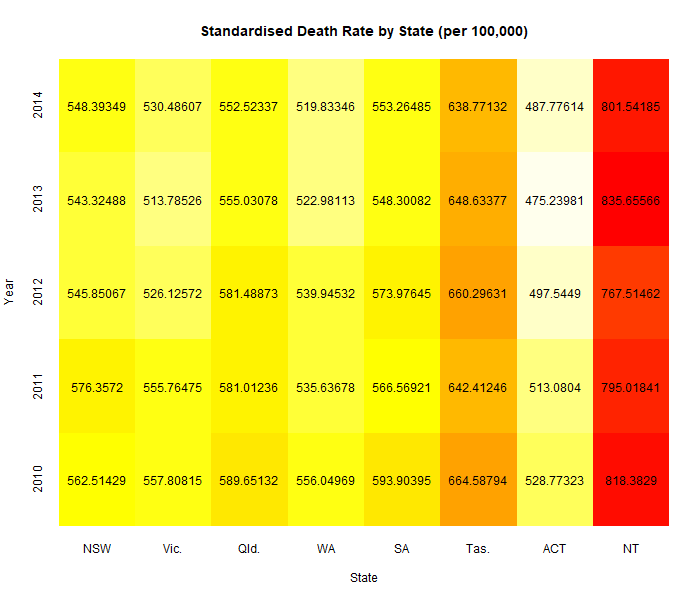 Standardised Death Rate by State (per 100,000)
2014 548.39349 530.48607 552.52337 519.83346 553.26485 638.77132 487.77614 801.54185
2013 543.32488 513.78526 555.03078 522.98113 548.30082 648.63377 475.23981 835.65566
2012 545.85067 526.12572 581.48873 539.94532 573.97645 660.29631 497.5449 767.51462
2011 576.3572 555.76475 581.01236 535.63678 566.56921 642.41246 513.0804 795.01841
2010 562.51429 557.80815 589.65132 556.04969 593.90395 664.58794 528.77323 818.3829
NSW Vic. Qld. WA SA Tas. ACT NT
State
Year